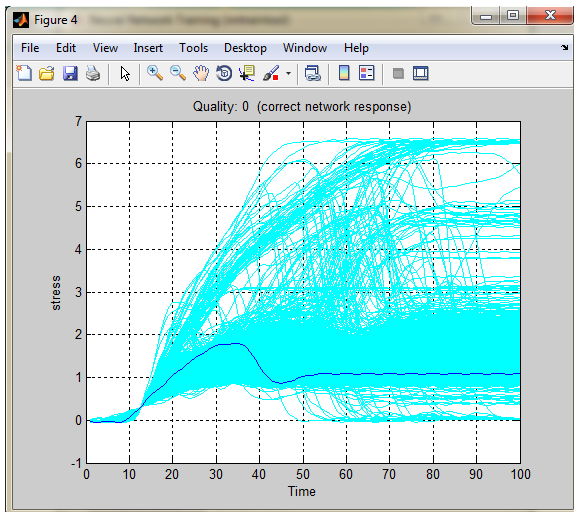 Figure 4
File Edit View Insert Tools Desktop Window Help
Quality: 0 (correct network response)
7
6
5
4
3
2
1
0
-1
stress
0 10 20 30 40 50 60 70 80 90 100
Time